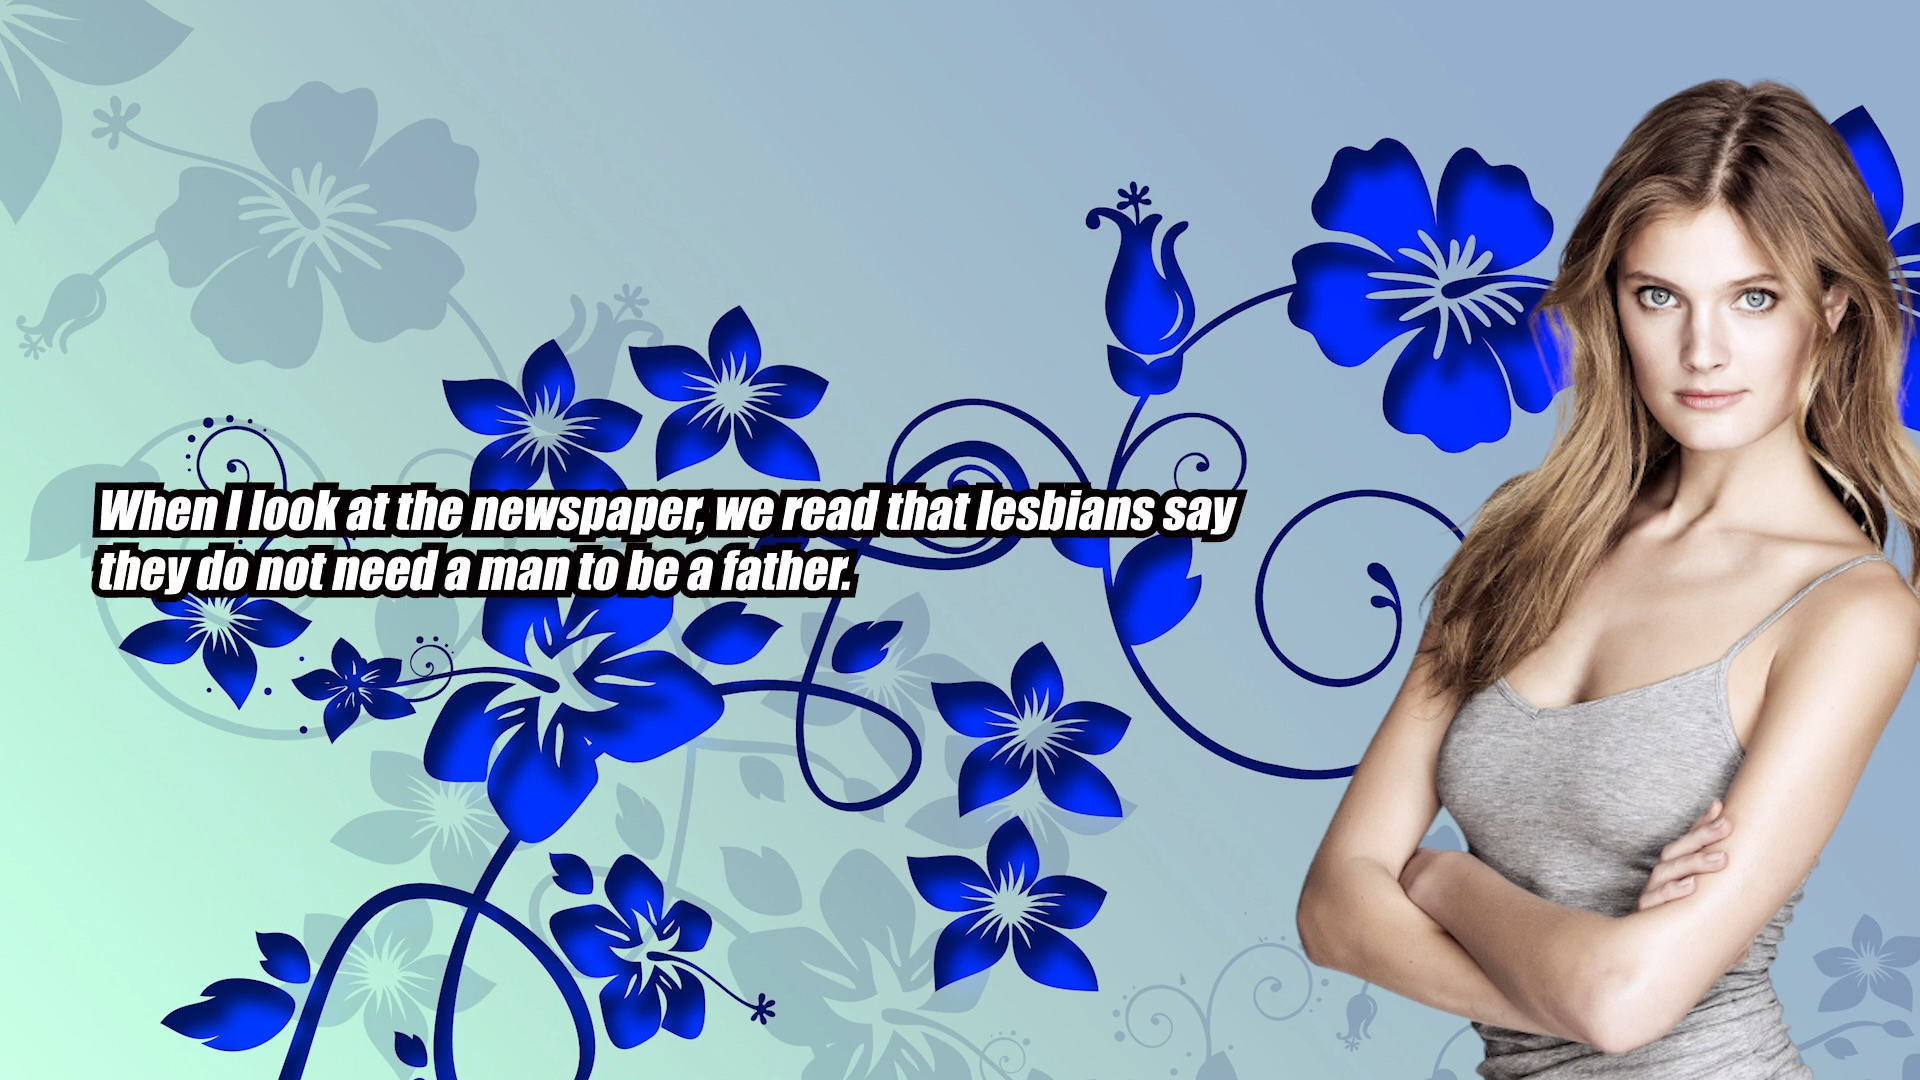 When I look at the newspaper, we read that lesbians say
they do not need a man to be a father.